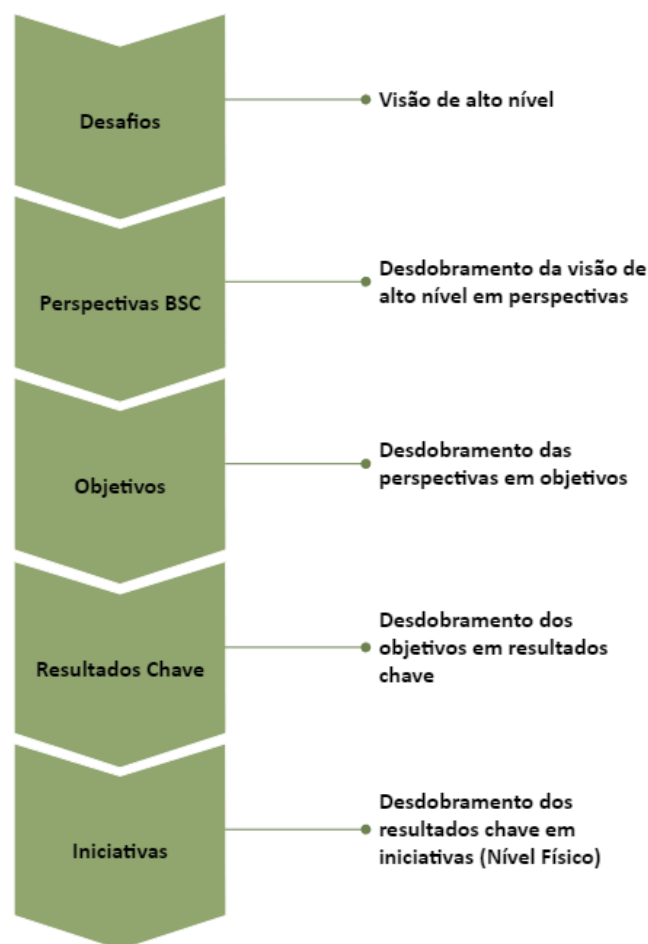 Desafios
Visão de alto nível
Perspectivas BSC
Desdobramento da visão de
alto nível em perspectivas
Objetivos
Desdobramento das
perspectivas em objetivos
Resultados Chave
Desdobramento dos
objetivos em resultados
chave
Iniciativas
Desdobramento dos
resultados chave em
iniciativas (Nível Físico)